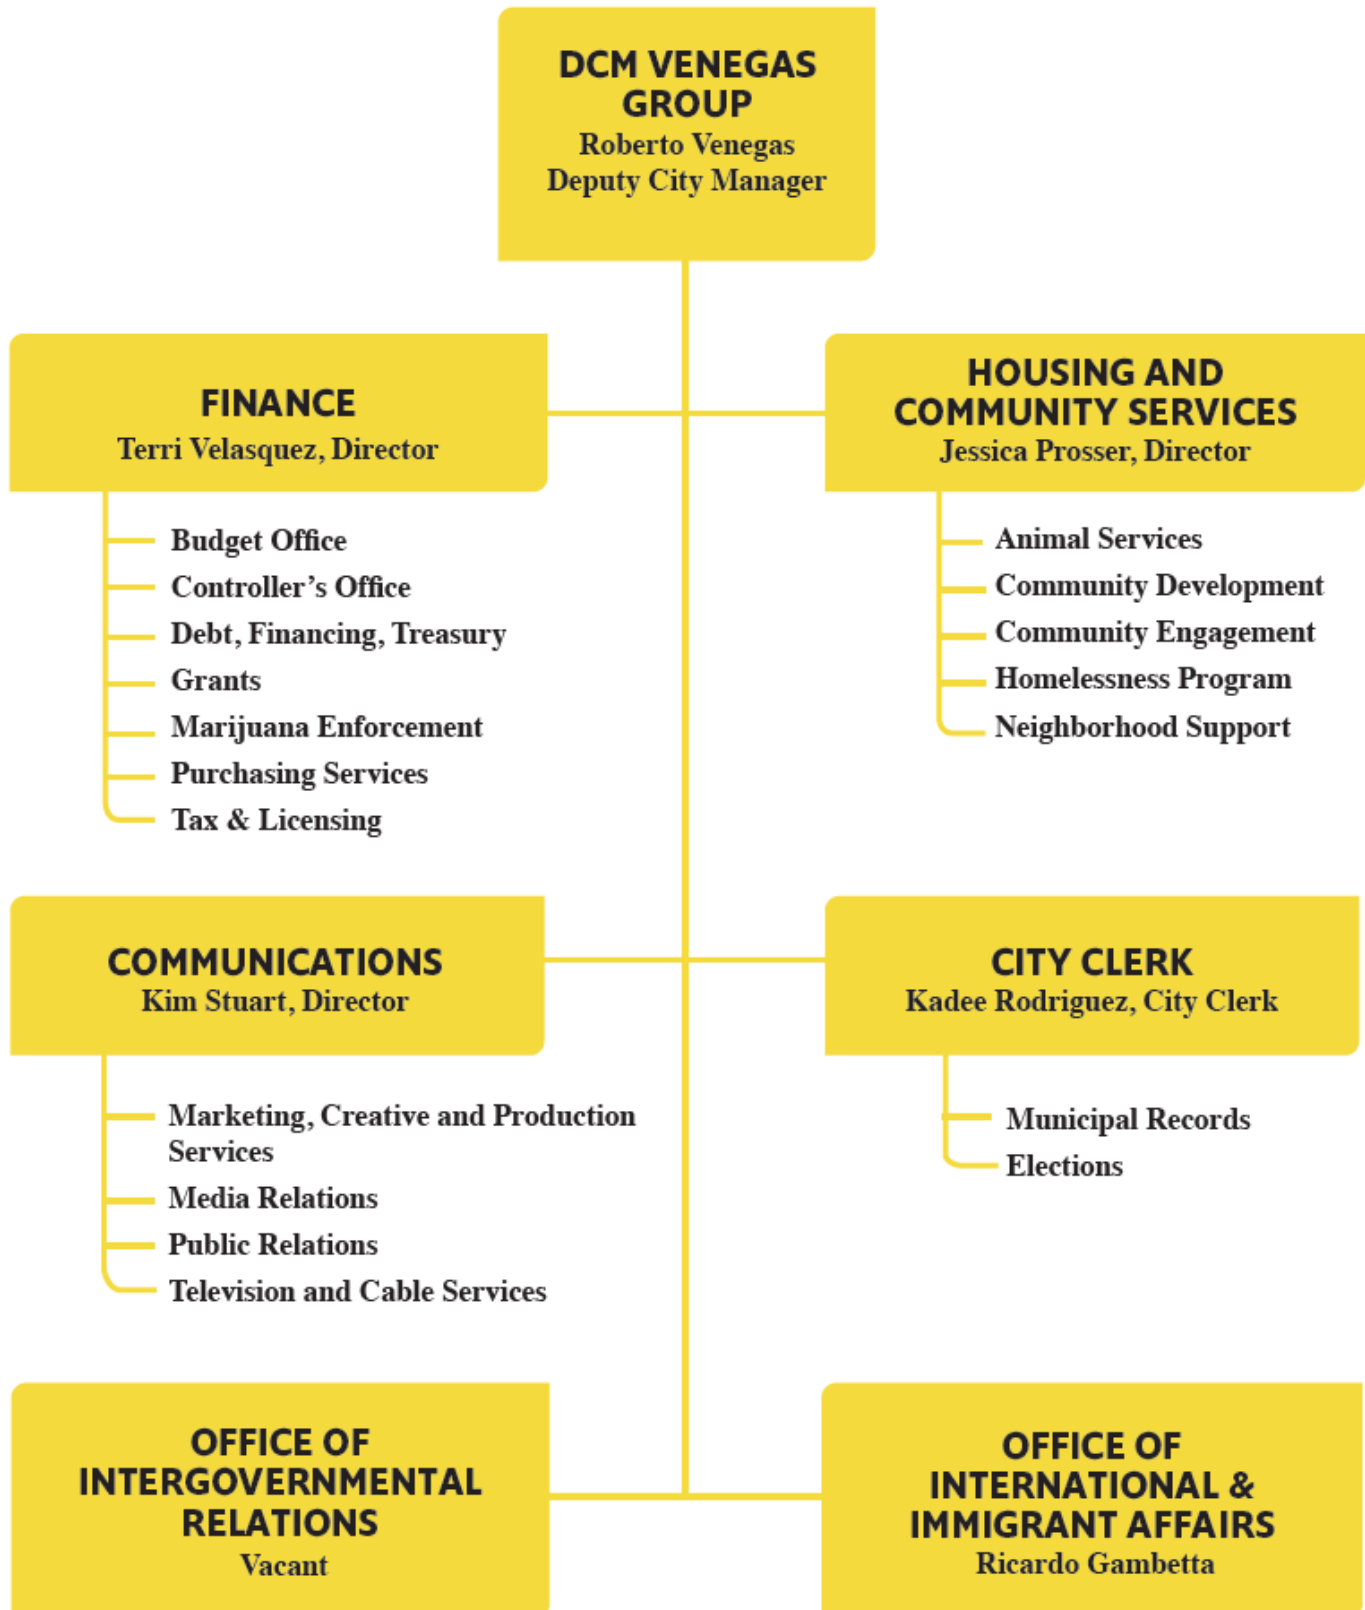 DCM VENEGAS
GROUP
Roberto Venegas
Deputy City Manager
FINANCE
Terri Velasquez, Director
Budget Office
Controller’s Office
Debt, Financing, Treasury
Grants
Marijuana Enforcement
Purchasing Services
Tax & Licensing
HOUSING AND
COMMUNITY SERVICES
Jessica Prosser, Director
Animal Services
Community Development
Community Engagement
Homelessness Program
Neighborhood Support
COMMUNICATIONS
Kim Stuart, Director
Marketing, Creative and Production
Services
Media Relations
Public Relations
Television and Cable Services
CITY CLERK
Kadee Rodriguez, City Clerk
Municipal Records
Elections
OFFICE OF
INTERGOVERNMENTAL
RELATIONS
Vacant
OFFICE OF
INTERNATIONAL &
IMMIGRANT AFFAIRS
Ricardo Gambetta